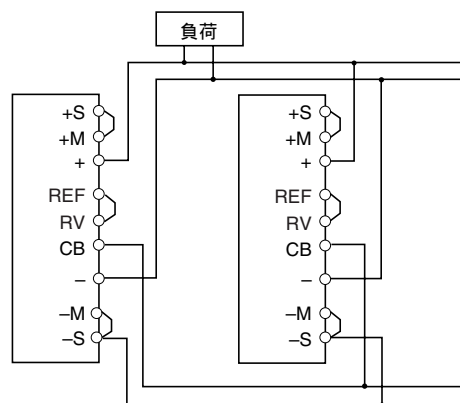 負荷
+S
+M
+
REF
RV
CB
–
–M
–S
+S
+M
+
REF
RV
CB
–
–M
–S